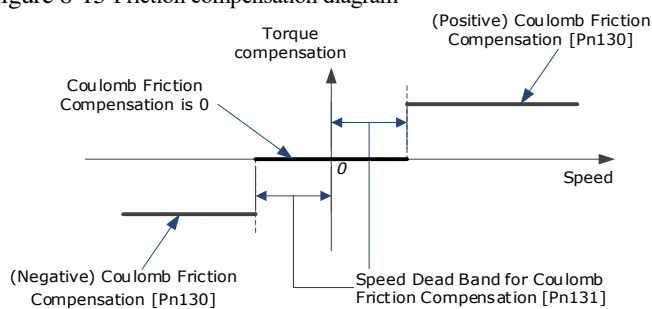 Figure 8-13 Friction compensation diagram
Torque
compensation
(Positive) Coulomb Friction
Compensation [Pn130]
Coulomb Friction
Compensation is 0
0
Speed
(Negative) Coulomb Friction
Compensation [Pn130]
Speed Dead Band for Coulomb
Friction Compensation [Pn131]